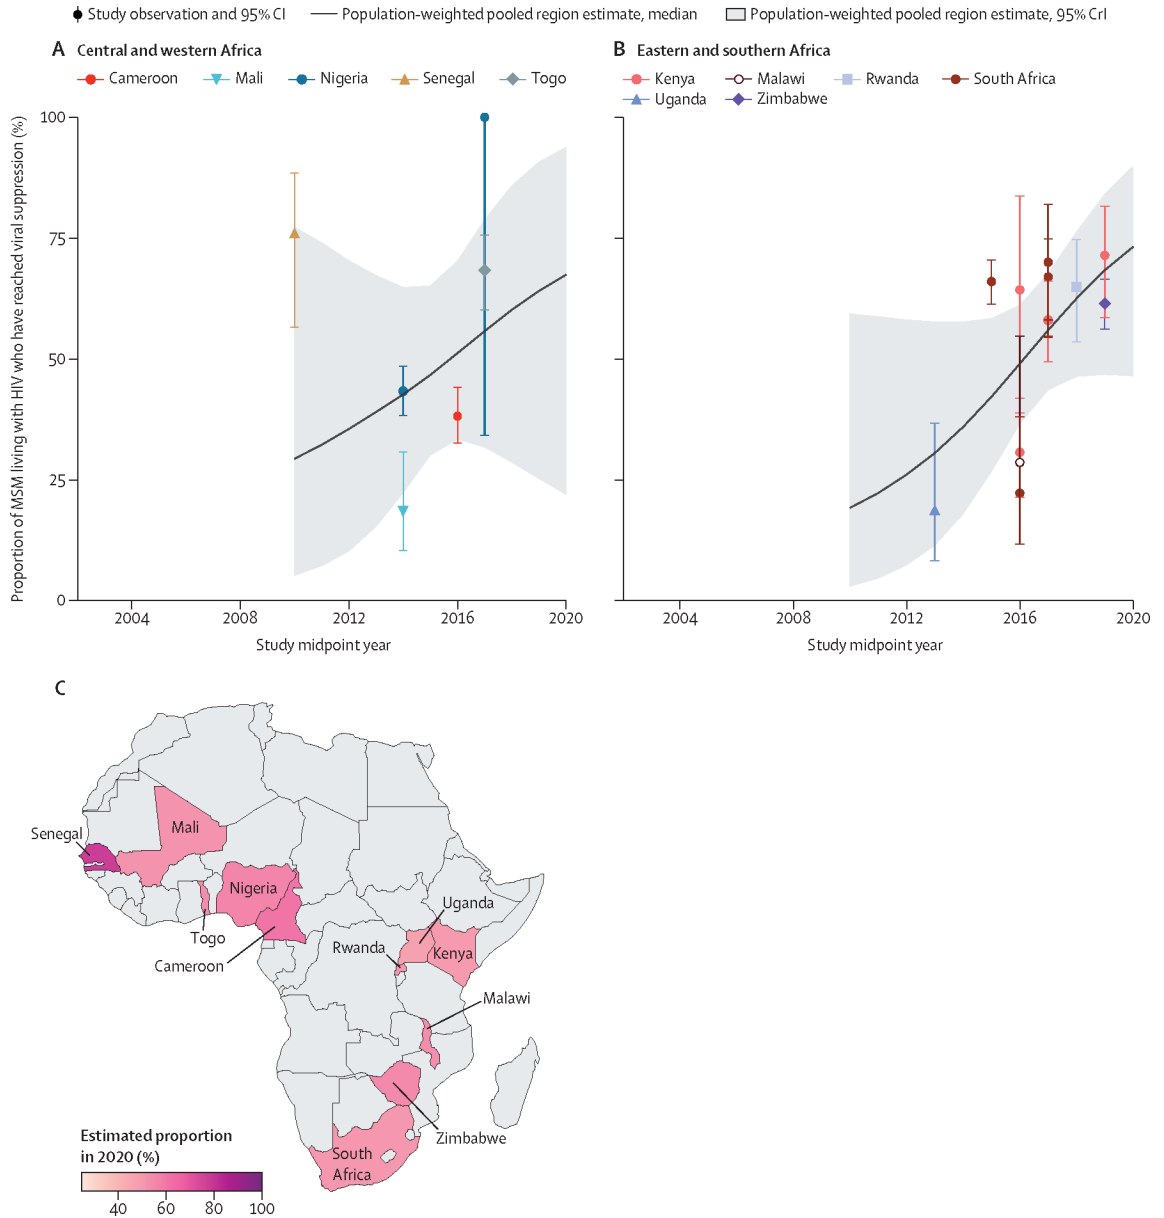 Study observation and 95% CI Population-weighted pooled region estimate, median Population-weighted pooled region estimate, 95% CrI
A Central and western Africa
Cameroon Mali Nigeria Senegal Togo
B Eastern and southern Africa
Kenya Malawi Rwanda South Africa
Uganda Zimbabwe
Proportion of MSM living with HIV who have reached viral suppression (%)
100
75
50
25
0
2004 2008 2012 2016 2020
Study midpoint year
2004 2008 2012 2016 2020
Study midpoint year
C
Senegal
Mali
Nigeria
Togo
Cameroon
Uganda
Rwanda
Kenya
Malawi
Zimbabwe
South
Africa
Estimated proportion
in 2020 (%)
40 60 80 100